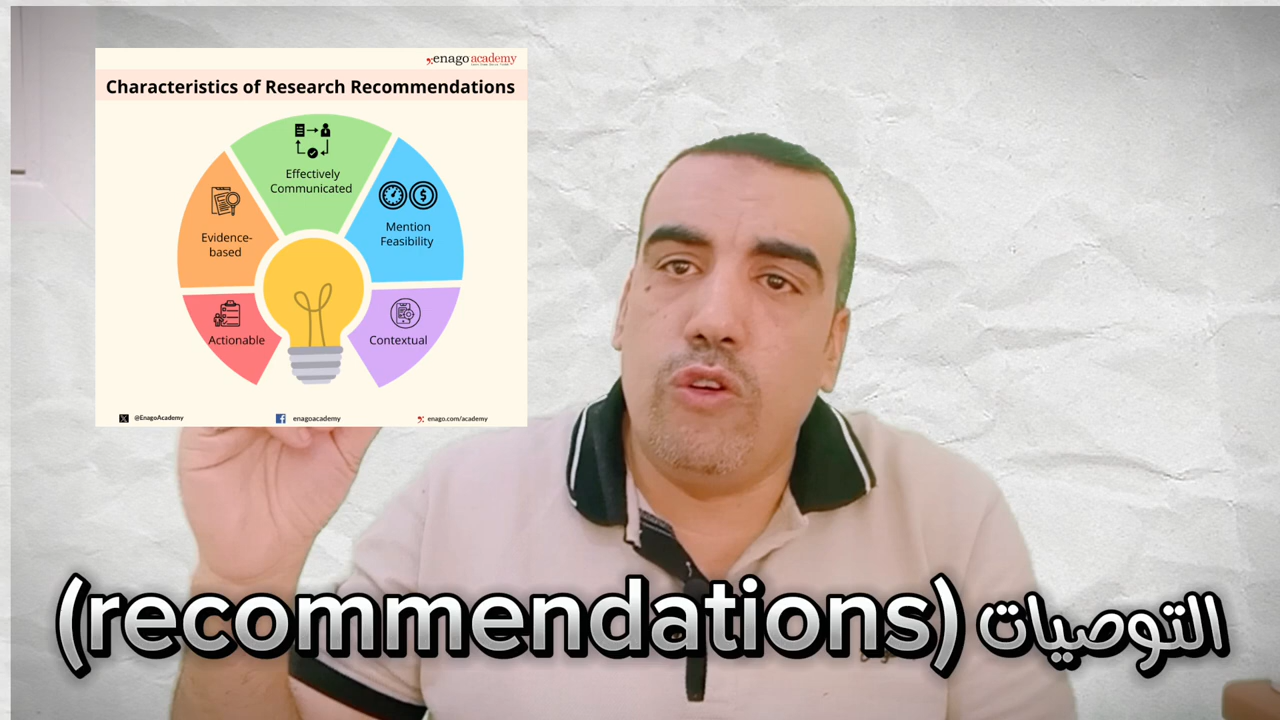 enago academy
Characteristics of Research Recommendations
Effectively
Communicated
Mention
Feasibility
Evidence-
based
Actionable
Contextual
@EnagoAcademy
enagoacademy
enago.com/academy
التوصيات (recommendations)